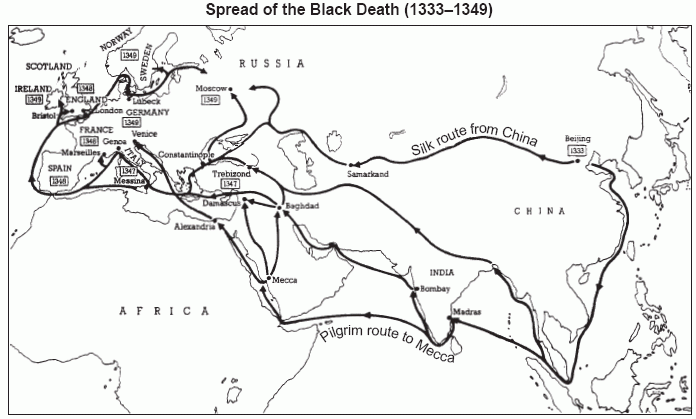 Spread of the Black Death (1333–1349)
NORWAY
1349
SWEDEN
RUSSIA
SCOTLAND
IRELAND
1349
1348
ENGLAND
London
Bristol
Lübeck
GERMANY
1349
Moscow
1349
FRANCE
1348
Venice
Genoa
Marseilles
ITALY
1347
Messina
SPAIN
1348
Constantinople
Trebizond
1347
Damascus
Baghdad
Alexandria
Silk route from China
Samarkand
Beijing
1333
CHINA
Mecca
INDIA
Bombay
Madras
AFRICA
Pilgrim route to Mecca